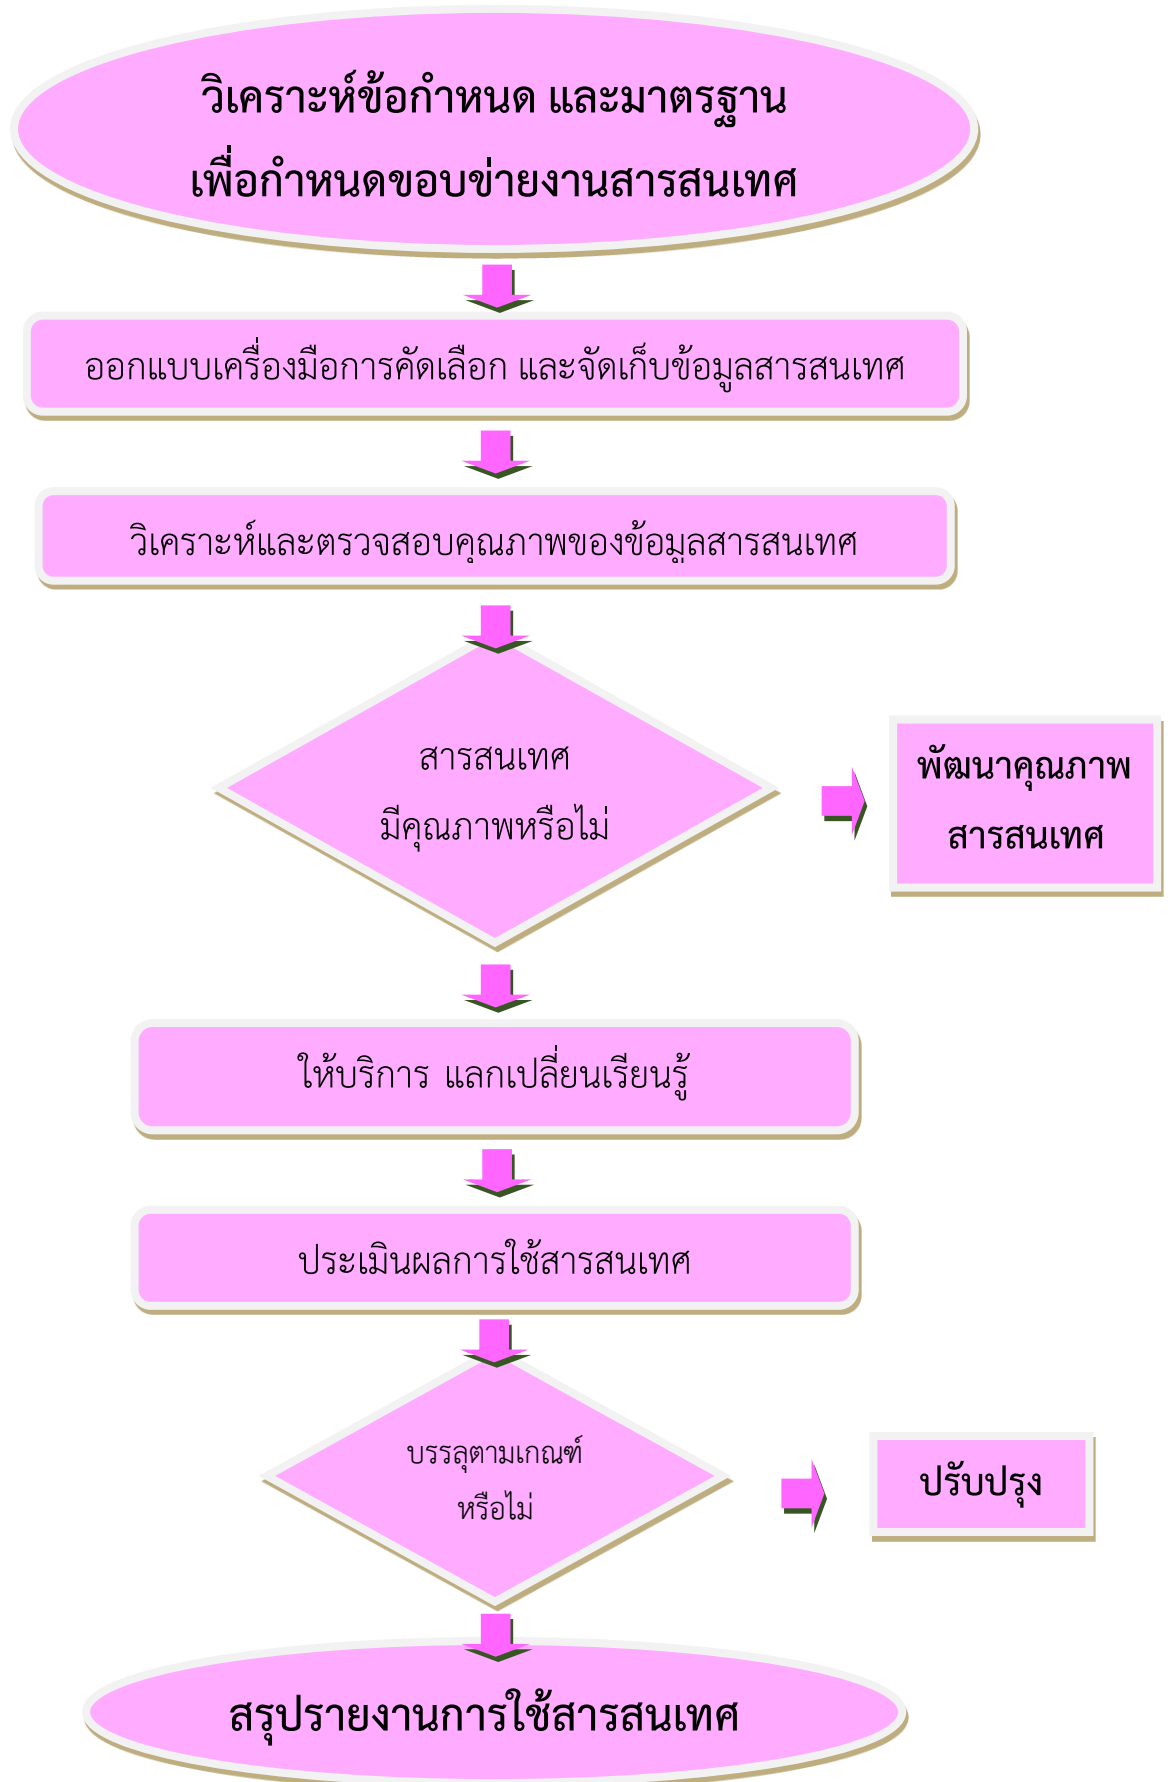 วิเคราะห์ข้อกำหนด และมาตรฐาน
เพื่อกำหนดขอบข่ายงานสารสนเทศ
ออกแบบเครื่องมือการคัดเลือก และจัดเก็บข้อมูลสารสนเทศ
วิเคราะห์และตรวจสอบคุณภาพของข้อมูลสารสนเทศ
สารสนเทศ
มีคุณภาพหรือไม่
พัฒนาคุณภาพ
สารสนเทศ
ให้บริการ แลกเปลี่ยนเรียนรู้
ประเมินผลการใช้สารสนเทศ
บรรลุตามเกณฑ์
หรือไม่
ปรับปรุง
สรุปรายงานการใช้สารสนเทศ